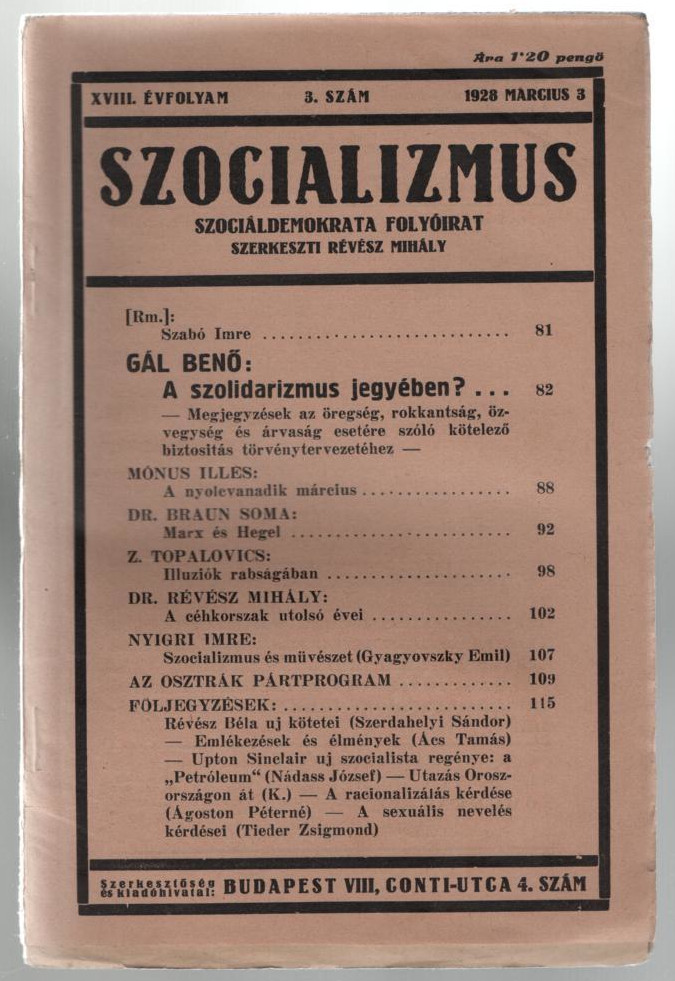 Ára 1'20 pengő
XVIII. ÉVFOLYAM 3. SZÁM 1928 MARCIUS 3
SZOCIALIZMUS
SZOCIÁLDEMOKRATA FOLYÓIRAT
SZERKESZTI RÉVÉSZ MIHÁLY
[Rm.]:
Szabó Imre ............................ 81
GÁL BENŐ:
A szolidarizmus jegyében? ... 82
— Megjegyzések az öregség, rokkantság, öz-
vegység és árvaság esetére szóló kötelező
biztositás törvénytervezetéhez —
MÓNUS ILLÉS:
A nyolcvanadik március ................. 88
DR. BRAUN SOMA:
Marx és Hegel ......................... 92
Z. TOPALOVICS:
Illuziók rabságában ..................... 98
DR. RÉVÉSZ MIHÁLY:
A céhkorszak utolsó évei ................ 102
NYIGRI IMRE:
Szocializmus és müvészet (Gyagyovszky Emil) 107
AZ OSZTRÁK PÁRTPROGRAM ............. 109
FÖLJEGYZÉSEK: .......................... 115
Révész Béla uj kötetei (Szerdahelyi Sándor)
— Emlékezések és élmények (Ács Tamás)
— Upton Sinclair uj szocialista regénye: a
„Petróleum“ (Nádass József) — Utazás Orosz-
országon át (K.) — A racionalizálás kérdése
(Ágoston Péterné) — A sexuális nevelés
kérdései (Tieder Zsigmond)
Szerkesztőség
és kiadóhivatal: BUDAPEST VIII, CONTI-UTCA 4. SZÁM